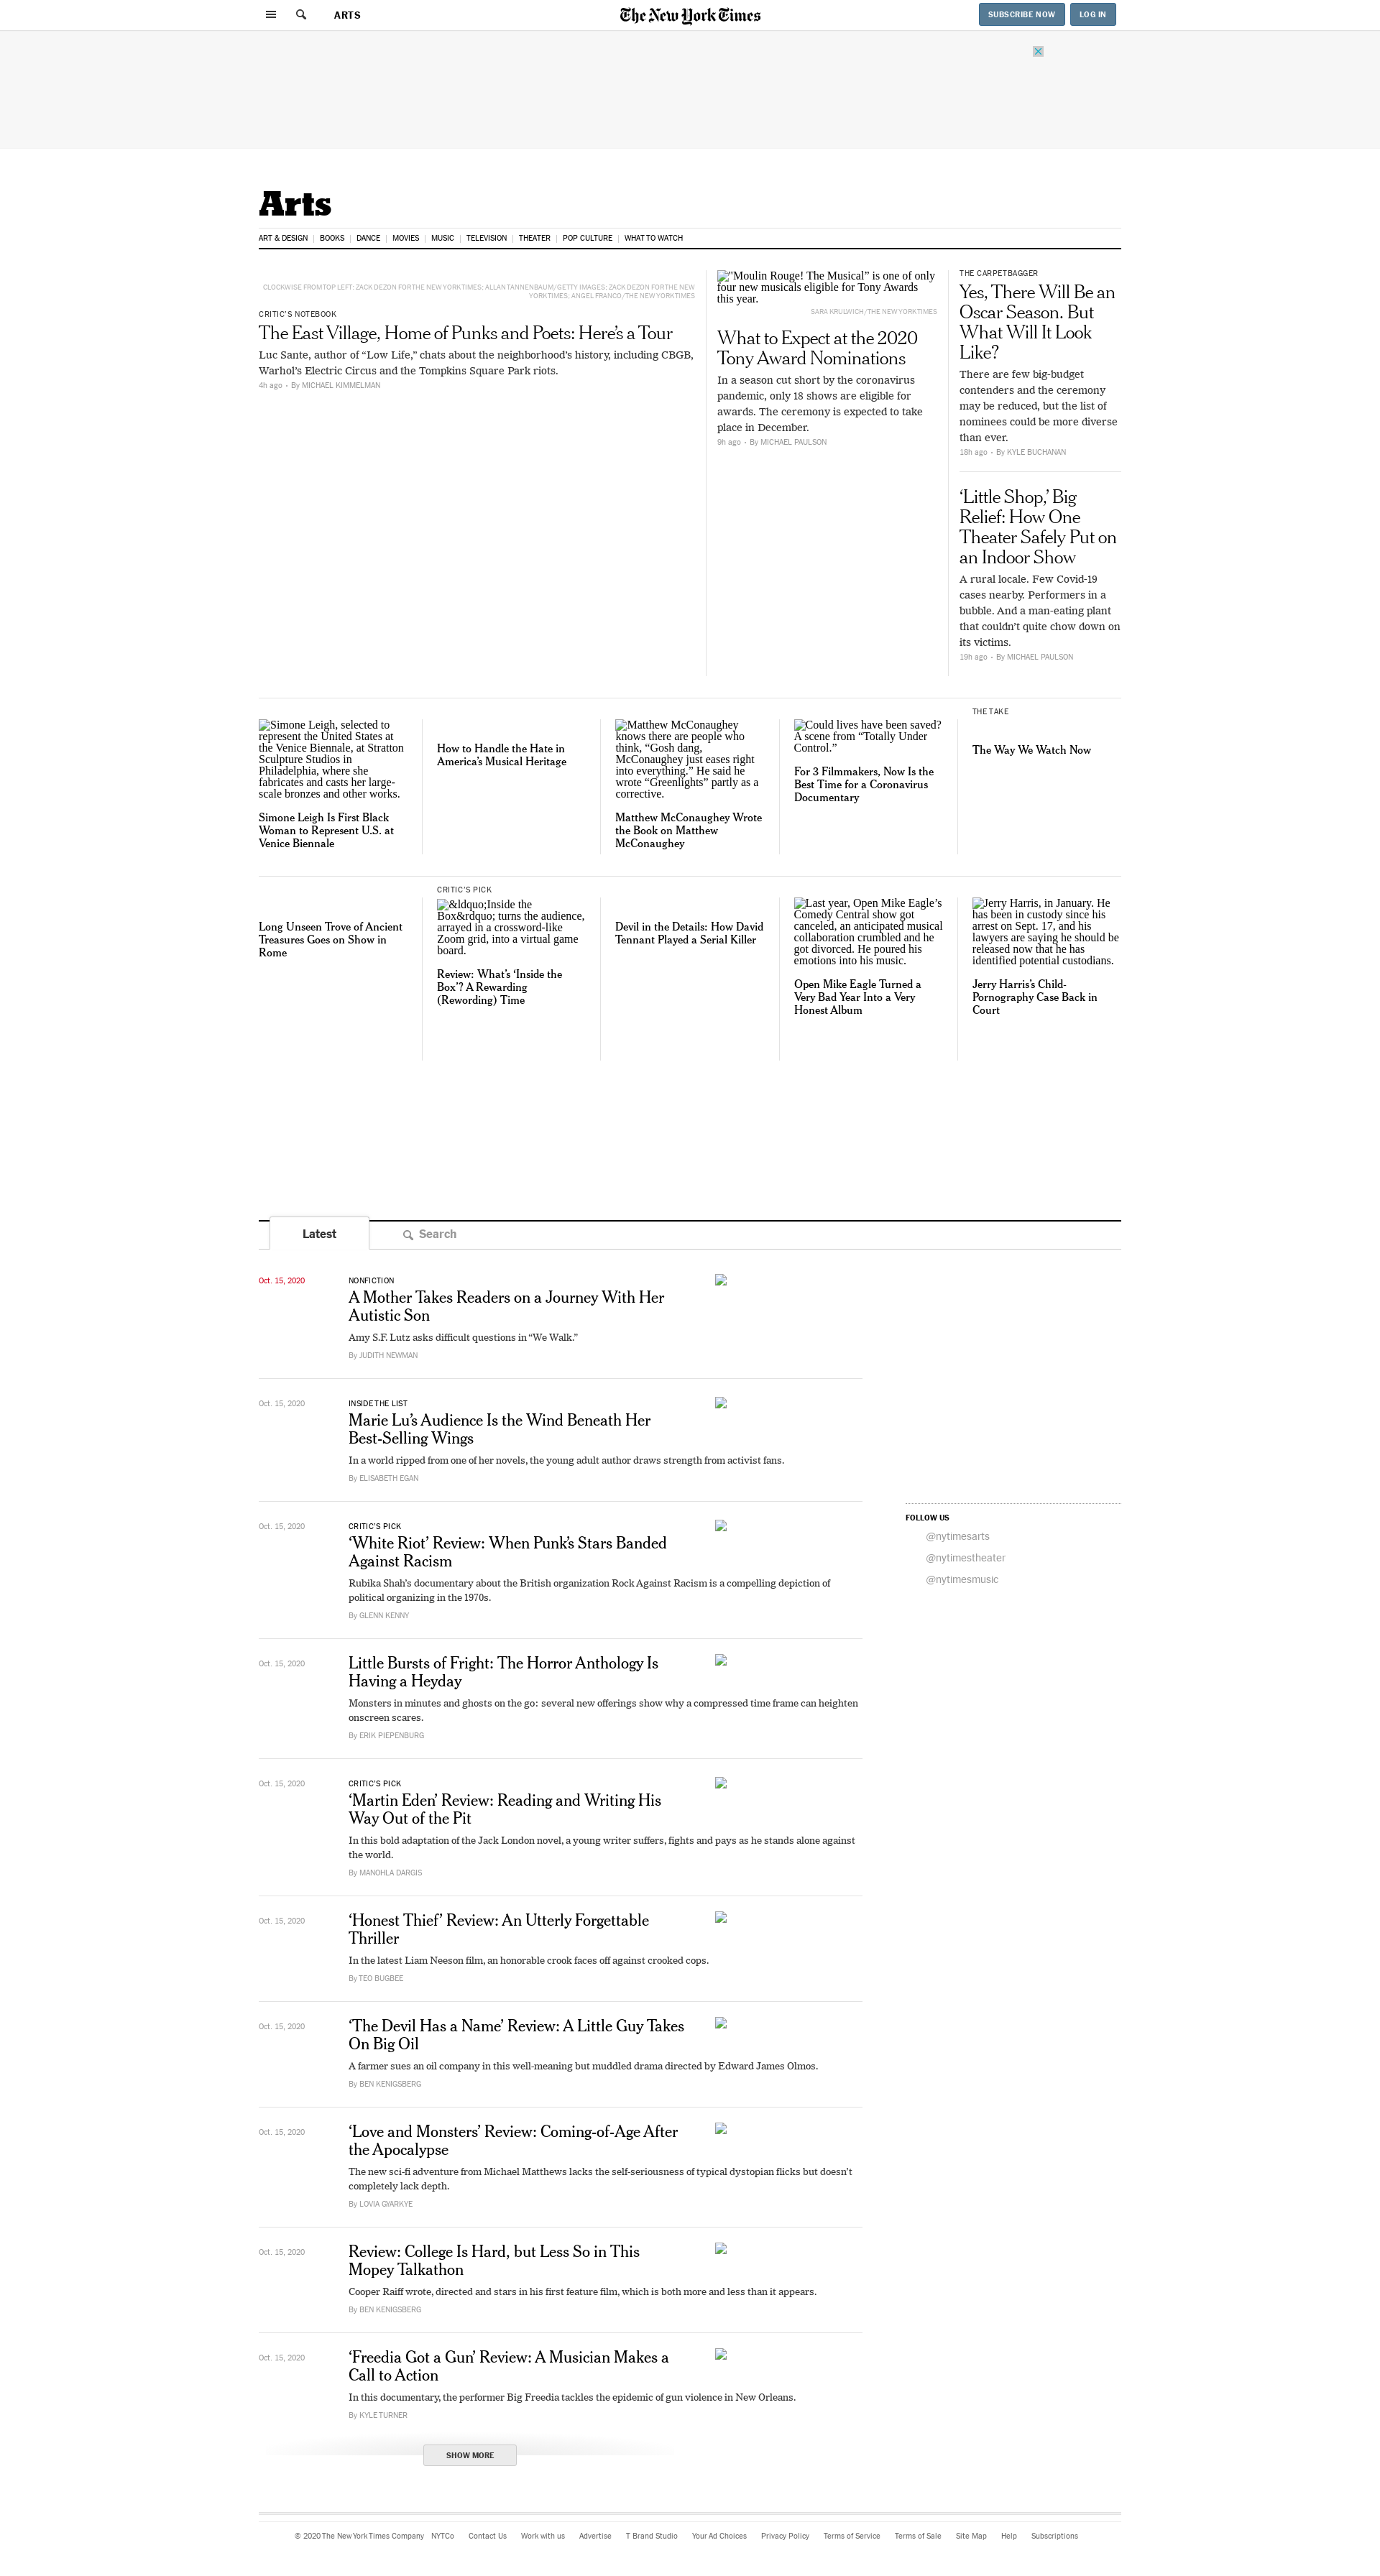 ARTS
The New York Times
SUBSCRIBE NOW
LOG IN
Arts
ART & DESIGN
BOOKS
DANCE
MOVIES
MUSIC
TELEVISION
THEATER
POP CULTURE
WHAT TO WATCH
CLOCKWISE FROM TOP LEFT: ZACK DEZON FOR THE NEW YORK TIMES; ALLAN TANNENBAUM/GETTY IMAGES; ZACK DEZON FOR THE NEW
YORK TIMES; ANGEL FRANCO/THE NEW YORK TIMES
CRITIC'S NOTEBOOK
The East Village, Home of Punks and Poets: Here’s a Tour
Luc Sante, author of “Low Life,” chats about the neighborhood’s history, including CBGB,
Warhol’s Electric Circus and the Tompkins Square Park riots.
4h ago • By MICHAEL KIMMELMAN
"Moulin Rouge! The Musical” is one of only
four new musicals eligible for Tony Awards
this year.
SARA KRULWICH/THE NEW YORK TIMES
What to Expect at the 2020
Tony Award Nominations
In a season cut short by the coronavirus
pandemic, only 18 shows are eligible for
awards. The ceremony is expected to take
place in December.
9h ago • By MICHAEL PAULSON
THE CARPETBAGGER
Yes, There Will Be an
Oscar Season. But
What Will It Look
Like?
There are few big-budget
contenders and the ceremony
may be reduced, but the list of
nominees could be more diverse
than ever.
18h ago • By KYLE BUCHANAN
‘Little Shop,’ Big
Relief: How One
Theater Safely Put on
an Indoor Show
A rural locale. Few Covid-19
cases nearby. Performers in a
bubble. And a man-eating plant
that couldn’t quite chow down on
its victims.
19h ago • By MICHAEL PAULSON
Simone Leigh, selected to
represent the United States at
the Venice Biennale, at Stratton
Sculpture Studios in
Philadelphia, where she
fabricates and casts her large-
scale bronzes and other works.
Simone Leigh Is First Black
Woman to Represent U.S. at
Venice Biennale
How to Handle the Hate in
America’s Musical Heritage
Matthew McConaughey
knows there are people who
think, “Gosh dang,
McConaughey just eases right
into everything.” He said he
wrote “Greenlights” partly as a
corrective.
Matthew McConaughey Wrote
the Book on Matthew
McConaughey
Could lives have been saved?
A scene from “Totally Under
Control.”
For 3 Filmmakers, Now Is the
Best Time for a Coronavirus
Documentary
THE TAKE
The Way We Watch Now
Long Unseen Trove of Ancient
Treasures Goes on Show in
Rome
CRITIC'S PICK
&ldquo;Inside the
Box&rdquo; turns the audience,
arrayed in a crossword-like
Zoom grid, into a virtual game
board.
Review: What’s ‘Inside the
Box’? A Rewarding
(Rewording) Time
Devil in the Details: How David
Tennant Played a Serial Killer
Last year, Open Mike Eagle’s
Comedy Central show got
canceled, an anticipated musical
collaboration crumbled and he
got divorced. He poured his
emotions into his music.
Open Mike Eagle Turned a
Very Bad Year Into a Very
Honest Album
Jerry Harris, in January. He
has been in custody since his
arrest on Sept. 17, and his
lawyers are saying he should be
released now that he has
identified potential custodians.
Jerry Harris’s Child-
Pornography Case Back in
Court
Latest
Search
Oct. 15, 2020
NONFICTION
A Mother Takes Readers on a Journey With Her
Autistic Son
Amy S.F. Lutz asks difficult questions in “We Walk.”
By JUDITH NEWMAN
Oct. 15, 2020
INSIDE THE LIST
Marie Lu’s Audience Is the Wind Beneath Her
Best-Selling Wings
In a world ripped from one of her novels, the young adult author draws strength from activist fans.
By ELISABETH EGAN
Oct. 15, 2020
CRITIC’S PICK
‘White Riot’ Review: When Punk’s Stars Banded
Against Racism
Rubika Shah’s documentary about the British organization Rock Against Racism is a compelling depiction of
political organizing in the 1970s.
By GLENN KENNY
FOLLOW US
@nytimesarts
@nytimestheater
@nytimesmusic
Oct. 15, 2020
Little Bursts of Fright: The Horror Anthology Is
Having a Heyday
Monsters in minutes and ghosts on the go: several new offerings show why a compressed time frame can heighten
onscreen scares.
By ERIK PIEPENBURG
Oct. 15, 2020
CRITIC’S PICK
‘Martin Eden’ Review: Reading and Writing His
Way Out of the Pit
In this bold adaptation of the Jack London novel, a young writer suffers, fights and pays as he stands alone against
the world.
By MANOHLA DARGIS
Oct. 15, 2020
‘Honest Thief’ Review: An Utterly Forgettable
Thriller
In the latest Liam Neeson film, an honorable crook faces off against crooked cops.
By TEO BUGBEE
Oct. 15, 2020
‘The Devil Has a Name’ Review: A Little Guy Takes
On Big Oil
A farmer sues an oil company in this well-meaning but muddled drama directed by Edward James Olmos.
By BEN KENIGSBERG
Oct. 15, 2020
‘Love and Monsters’ Review: Coming-of-Age After
the Apocalypse
The new sci-fi adventure from Michael Matthews lacks the self-seriousness of typical dystopian flicks but doesn’t
completely lack depth.
By LOVIA GYARKYE
Oct. 15, 2020
Review: College Is Hard, but Less So in This
Mopey Talkathon
Cooper Raiff wrote, directed and stars in his first feature film, which is both more and less than it appears.
By BEN KENIGSBERG
Oct. 15, 2020
‘Freedia Got a Gun’ Review: A Musician Makes a
Call to Action
In this documentary, the performer Big Freedia tackles the epidemic of gun violence in New Orleans.
By KYLE TURNER
SHOW MORE
© 2020 The New York Times Company NYTCo Contact Us Work with us Advertise T Brand Studio Your Ad Choices Privacy Policy Terms of Service Terms of Sale Site Map Help Subscriptions